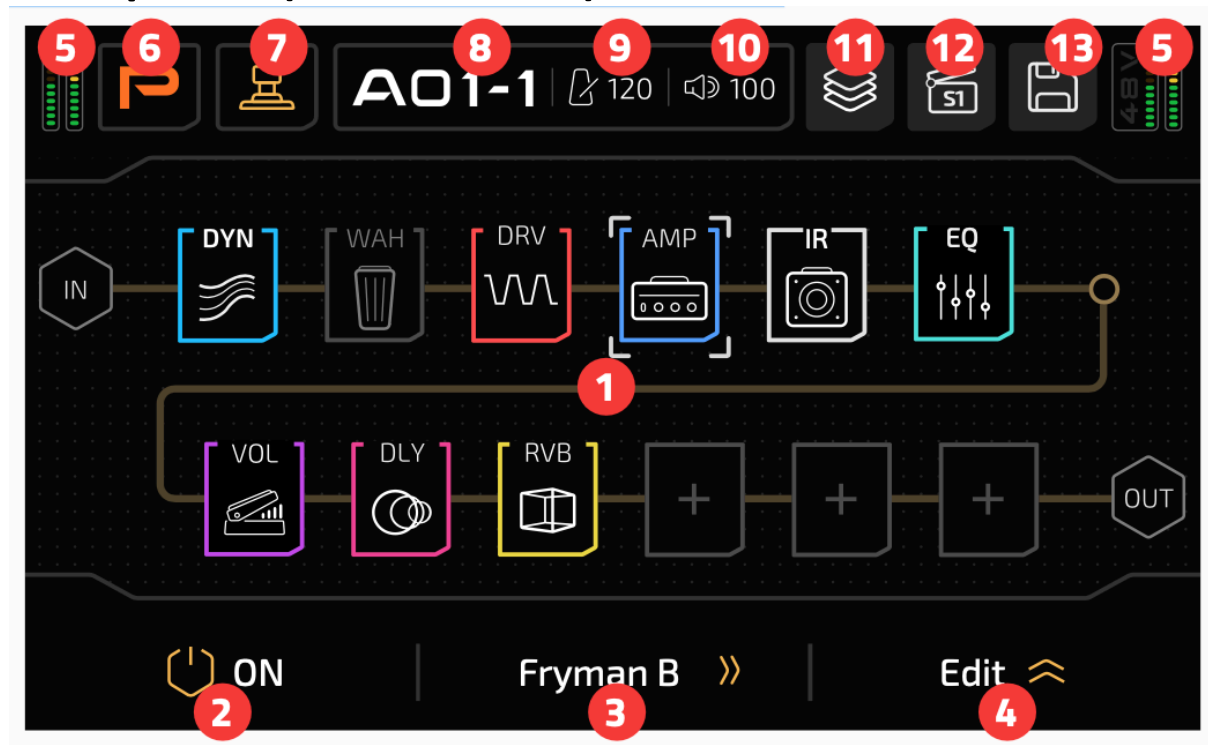 5 6 7 8 9 10 11 12 13 5
P A01-1 120 100 S1 48V
DYN WAH DRV AMP IR EQ
IN
1
VOL DLY RVB + + +
OUT
ON Fryman B Edit
2 3 4